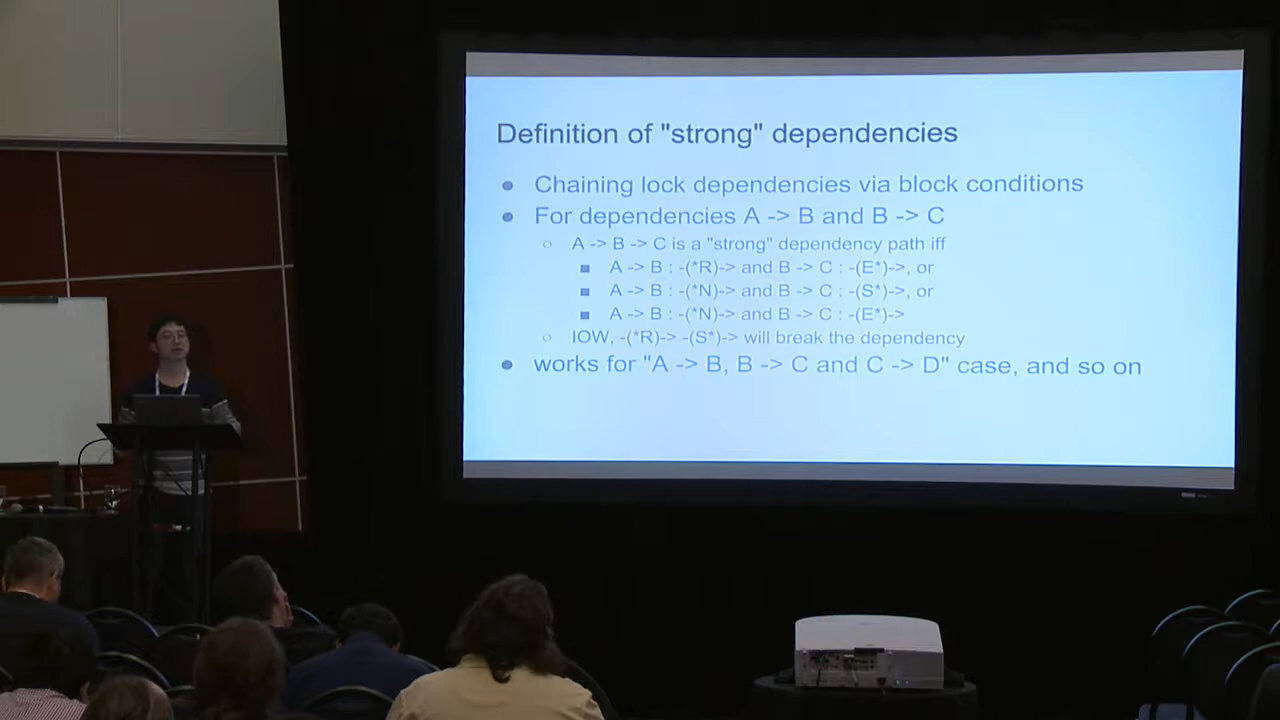 Definition of "strong" dependencies
● Chaining lock dependencies via block conditions
● For dependencies A -> B and B -> C
○ A -> B -> C is a "strong" dependency path iff
■ A -> B : -(*R)-> and B -> C : -(E*)->, or
■ A -> B : -(*N)-> and B -> C : -(S*)->, or
■ A -> B : -(*N)-> and B -> C : -(E*)->
○ IOW, -(*R)-> -(S*)-> will break the dependency
● works for "A -> B, B -> C and C -> D" case, and so on